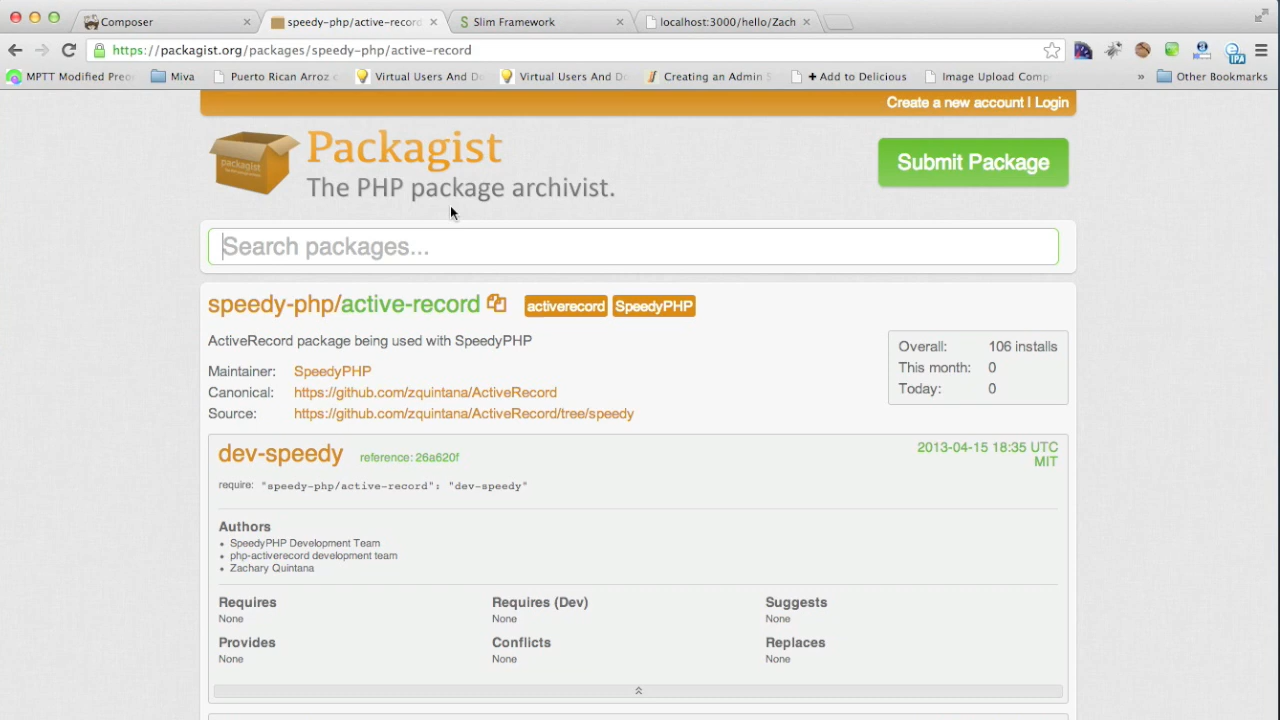 Composer
speedy-php/active-record
Slim Framework
localhost:3000/hello/Zach
https://packagist.org/packages/speedy-php/active-record
MPTT Modified Preor
Miva
Puerto Rican Arroz c
Virtual Users And Do
Virtual Users And Do
Creating an Admin S
+ Add to Delicious
Image Upload Comp
»
Other Bookmarks
Create a new account | Login
packagist
Packagist
The PHP package archivist.
Submit Package
Search packages...
speedy-php/active-record
activerecord
SpeedyPHP
ActiveRecord package being used with SpeedyPHP
Maintainer: SpeedyPHP
Canonical: https://github.com/zquintana/ActiveRecord
Source: https://github.com/zquintana/ActiveRecord/tree/speedy
Overall: 106 installs
This month: 0
Today: 0
dev-speedy reference: 26a620f
2013-04-15 18:35 UTC
MIT
require: "speedy-php/active-record": "dev-speedy"
Authors
• SpeedyPHP Development Team
• php-activerecord development team
• Zachary Quintana
Requires Requires (Dev) Suggests
None None None
Provides Conflicts Replaces
None None None